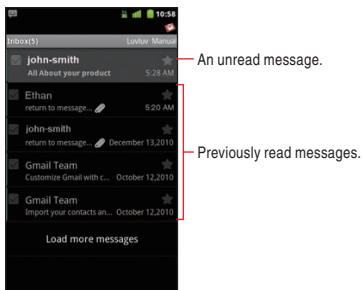 10:58
Inbox(5) Luvluv Manual
john-smith
All About your product 5:28 AM
Ethan
return to message... 5:20 AM
john-smith
return to message... December 13,2010
Gmail Team
Customize Gmail with c... October 12,2010
Gmail Team
Import your contacts an... October 12,2010
Load more messages
An unread message.
Previously read messages.